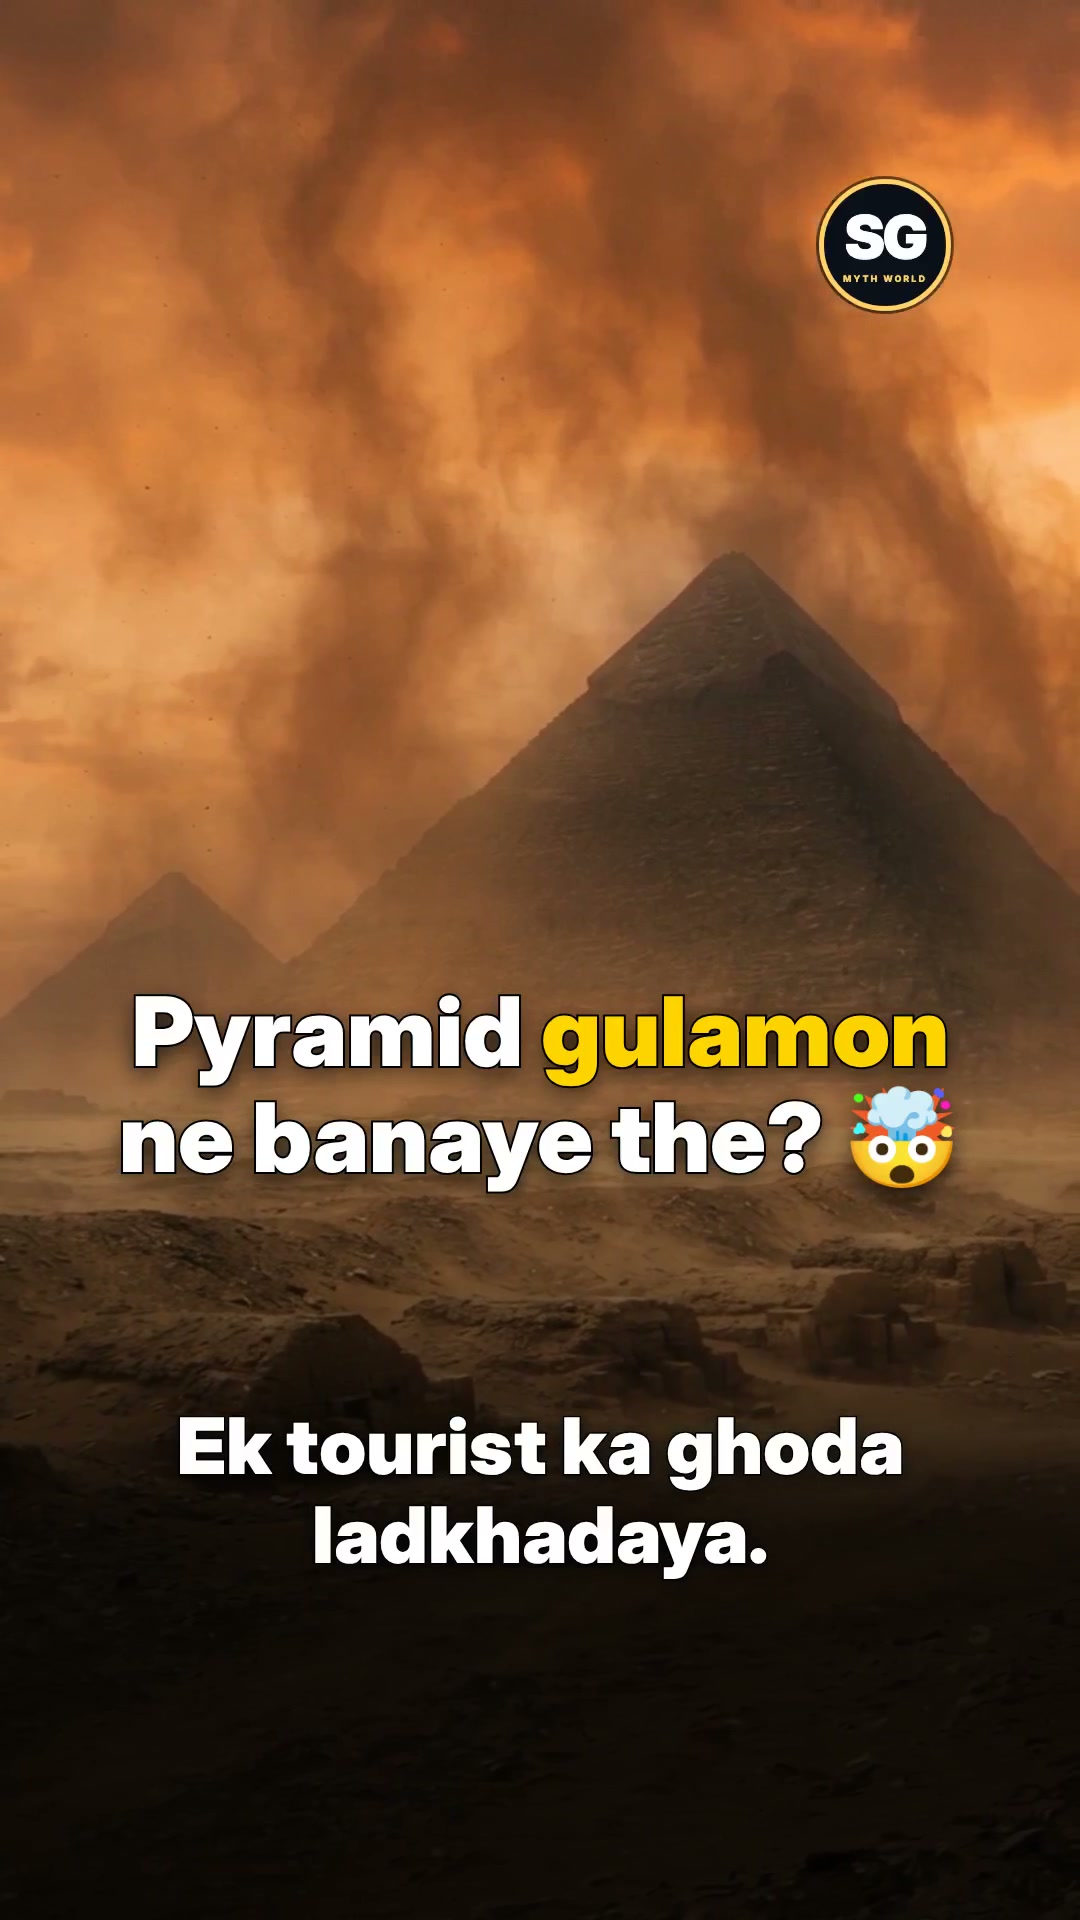 SG
MYTH WORLD
Pyramid gulamon
ne banaye the? 🤯
Ek tourist ka ghoda
ladkhadaya.